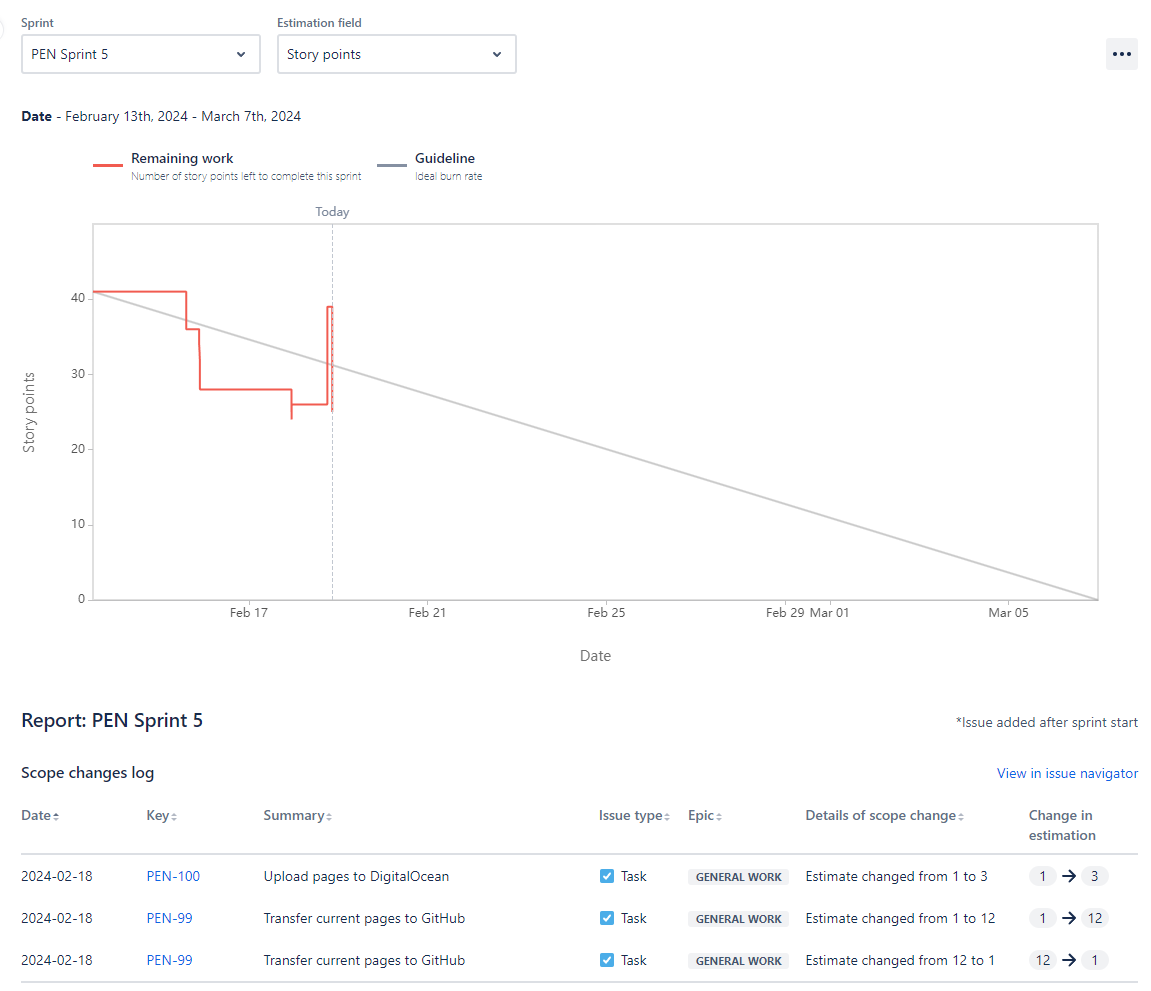 Sprint
Estimation field
PEN Sprint 5
Story points
Date - February 13th, 2024 - March 7th, 2024
Remaining work
Number of story points left to complete this sprint
Guideline
Ideal burn rate
Today
40
30
20
10
0
Story points
Feb 17
Feb 21
Feb 25
Feb 29
Mar 01
Mar 05
Date
Report: PEN Sprint 5
*Issue added after sprint start
Scope changes log
View in issue navigator
Date Key Summary Issue type Epic Details of scope change Change in estimation
2024-02-18 PEN-100 Upload pages to DigitalOcean Task GENERAL WORK Estimate changed from 1 to 3 1 → 3
2024-02-18 PEN-99 Transfer current pages to GitHub Task GENERAL WORK Estimate changed from 1 to 12 1 → 12
2024-02-18 PEN-99 Transfer current pages to GitHub Task GENERAL WORK Estimate changed from 12 to 1 12 → 1